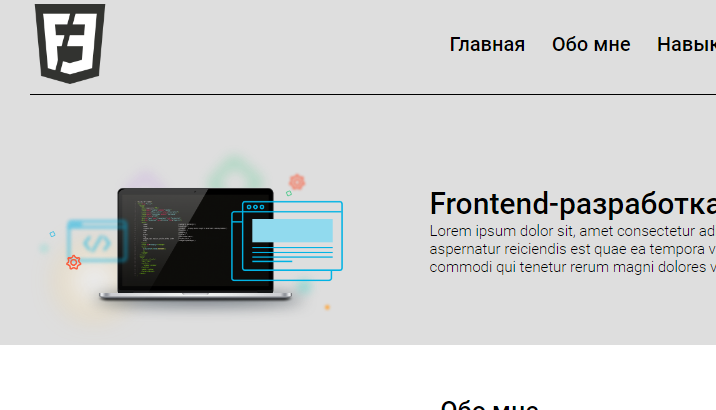 Главная Обо мне Навык
Frontend-разработка
Lorem ipsum dolor sit, amet consectetur ad
aspernatur reiciendis est quae ea tempora v
commodi qui tenetur rerum magni dolores v
Обо мне